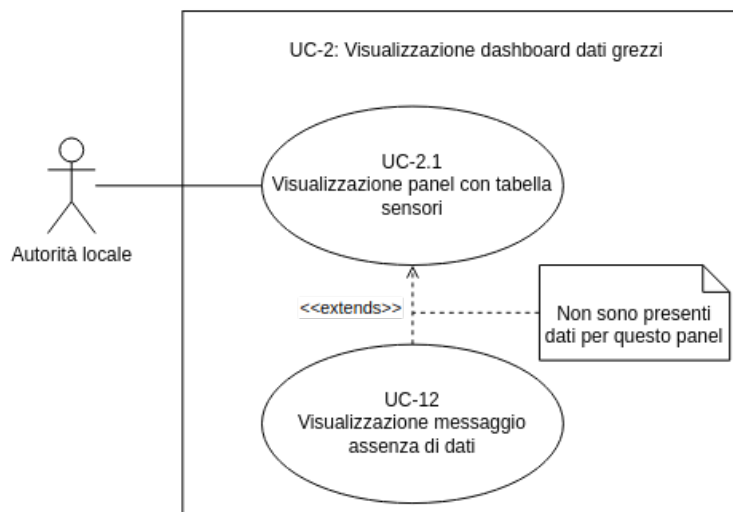 UC-2: Visualizzazione dashboard dati grezzi
UC-2.1
Visualizzazione panel con tabella
sensori
Autorità locale
<<extends>>
Non sono presenti
dati per questo panel
UC-12
Visualizzazione messaggio
assenza di dati